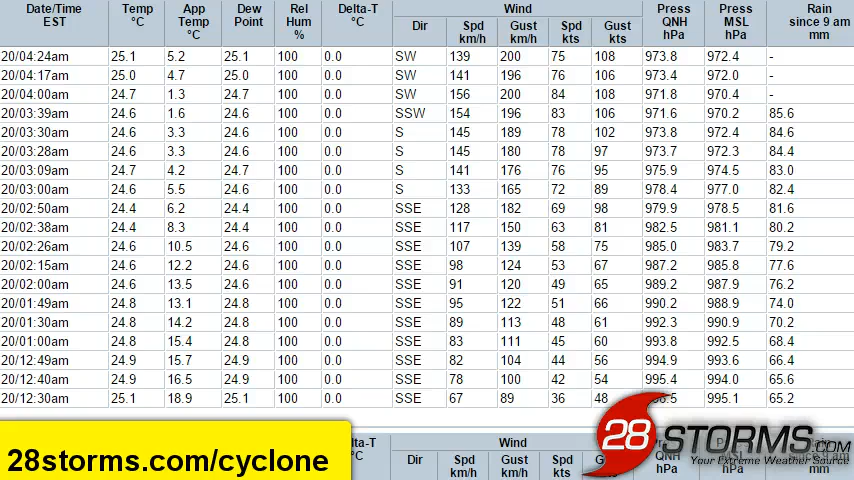 Date/Time Temp App Dew Rel Delta-T Wind Press Press Rain
EST °C Temp Point Hum °C Dir Spd Gust Spd Gust QNH MSL since 9 am
°C % km/h km/h kts kts hPa hPa mm
20/04:24am 25.1 5.2 25.1 100 0.0 SW 139 200 75 108 973.8 972.4 -
20/04:17am 25.0 4.7 25.0 100 0.0 SW 141 196 76 106 973.4 972.0 -
20/04:00am 24.7 1.3 24.7 100 0.0 SW 156 200 84 108 971.8 970.4 -
20/03:39am 24.6 1.6 24.6 100 0.0 SSW 154 196 83 106 971.6 970.2 85.6
20/03:30am 24.6 3.3 24.6 100 0.0 S 145 189 78 102 973.8 972.4 84.6
20/03:28am 24.6 3.3 24.6 100 0.0 S 145 180 78 97 973.7 972.3 84.4
20/03:09am 24.7 4.2 24.7 100 0.0 S 141 176 76 95 975.9 974.5 83.0
20/03:00am 24.6 5.5 24.6 100 0.0 S 133 165 72 89 978.4 977.0 82.4
20/02:50am 24.4 6.2 24.4 100 0.0 SSE 128 182 69 98 979.9 978.5 81.6
20/02:38am 24.4 8.3 24.4 100 0.0 SSE 117 150 63 81 982.5 981.1 80.2
20/02:26am 24.6 10.5 24.6 100 0.0 SSE 107 139 58 75 985.0 983.7 79.2
20/02:15am 24.6 12.2 24.6 100 0.0 SSE 98 124 53 67 987.2 985.8 77.6
20/02:00am 24.6 13.5 24.6 100 0.0 SSE 91 120 49 65 989.2 987.9 76.2
20/01:49am 24.8 13.1 24.8 100 0.0 SSE 95 122 51 66 990.2 988.9 74.0
20/01:30am 24.8 14.2 24.8 100 0.0 SSE 89 113 48 61 992.3 990.9 70.2
20/01:00am 24.8 15.4 24.8 100 0.0 SSE 83 111 45 60 993.8 992.5 68.4
20/12:49am 24.9 15.7 24.9 100 0.0 SSE 82 104 44 56 994.9 993.6 66.4
20/12:40am 24.9 16.5 24.9 100 0.0 SSE 78 100 42 54 995.4 994.0 65.6
20/12:30am 25.1 18.9 25.1 100 0.0 SSE 67 89 36 48 995.1 65.2
Wind
°C Dir Spd Gust Spd QNH
km/h km/h kts kts hPa hPa mm
28storms.com/cyclone
28 STORMS.COM
Your Extreme Weather Source